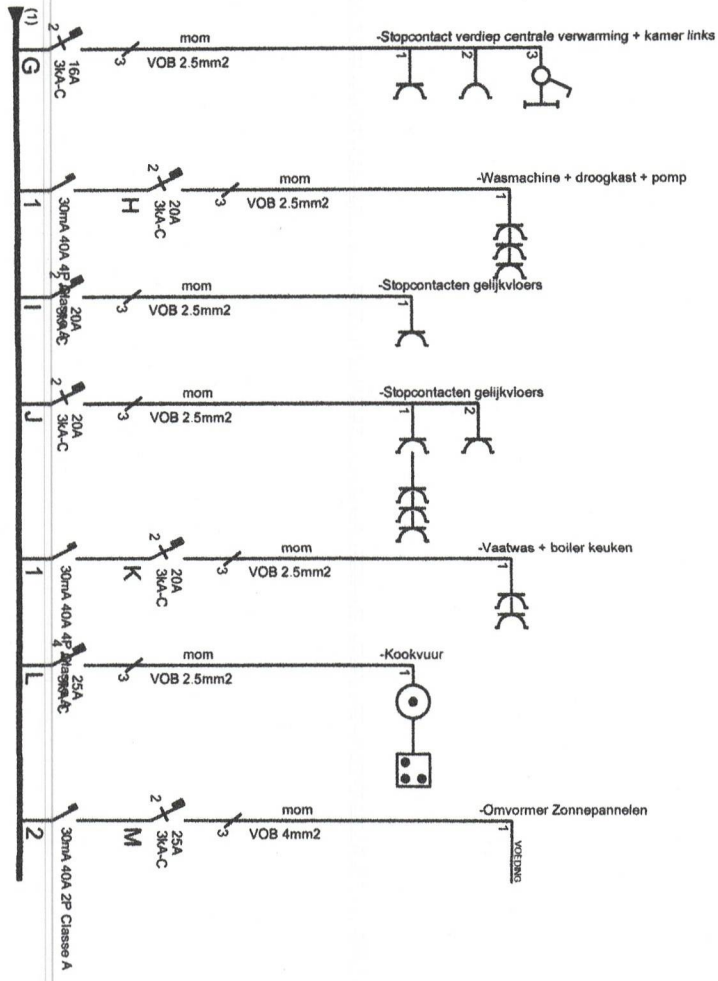 (1)
2
G
16A
3kA-C
3
mom
VOB 2.5mm2
-Stopcontact verdiep centrale verwarming + kamer links
1
2
3
1
30mA 40A 4P Classe A
H
2
20A
3kA-C
3
mom
VOB 2.5mm2
-Wasmachine + droogkast + pomp
1
I
2
20A
3kA-C
3
mom
VOB 2.5mm2
-Stopcontacten gelijkvloers
1
J
2
20A
3kA-C
3
mom
VOB 2.5mm2
-Stopcontacten gelijkvloers
1
2
1
30mA 40A 4P Classe A
K
2
20A
3kA-C
3
mom
VOB 2.5mm2
-Vaatwas + boiler keuken
1
L
4
25A
3kA-C
3
mom
VOB 2.5mm2
-Kookvuur
1
2
30mA 40A 2P Classe A
M
2
25A
3kA-C
3
mom
VOB 4mm2
-Omvormer Zonnepannelen
1
VOEDING